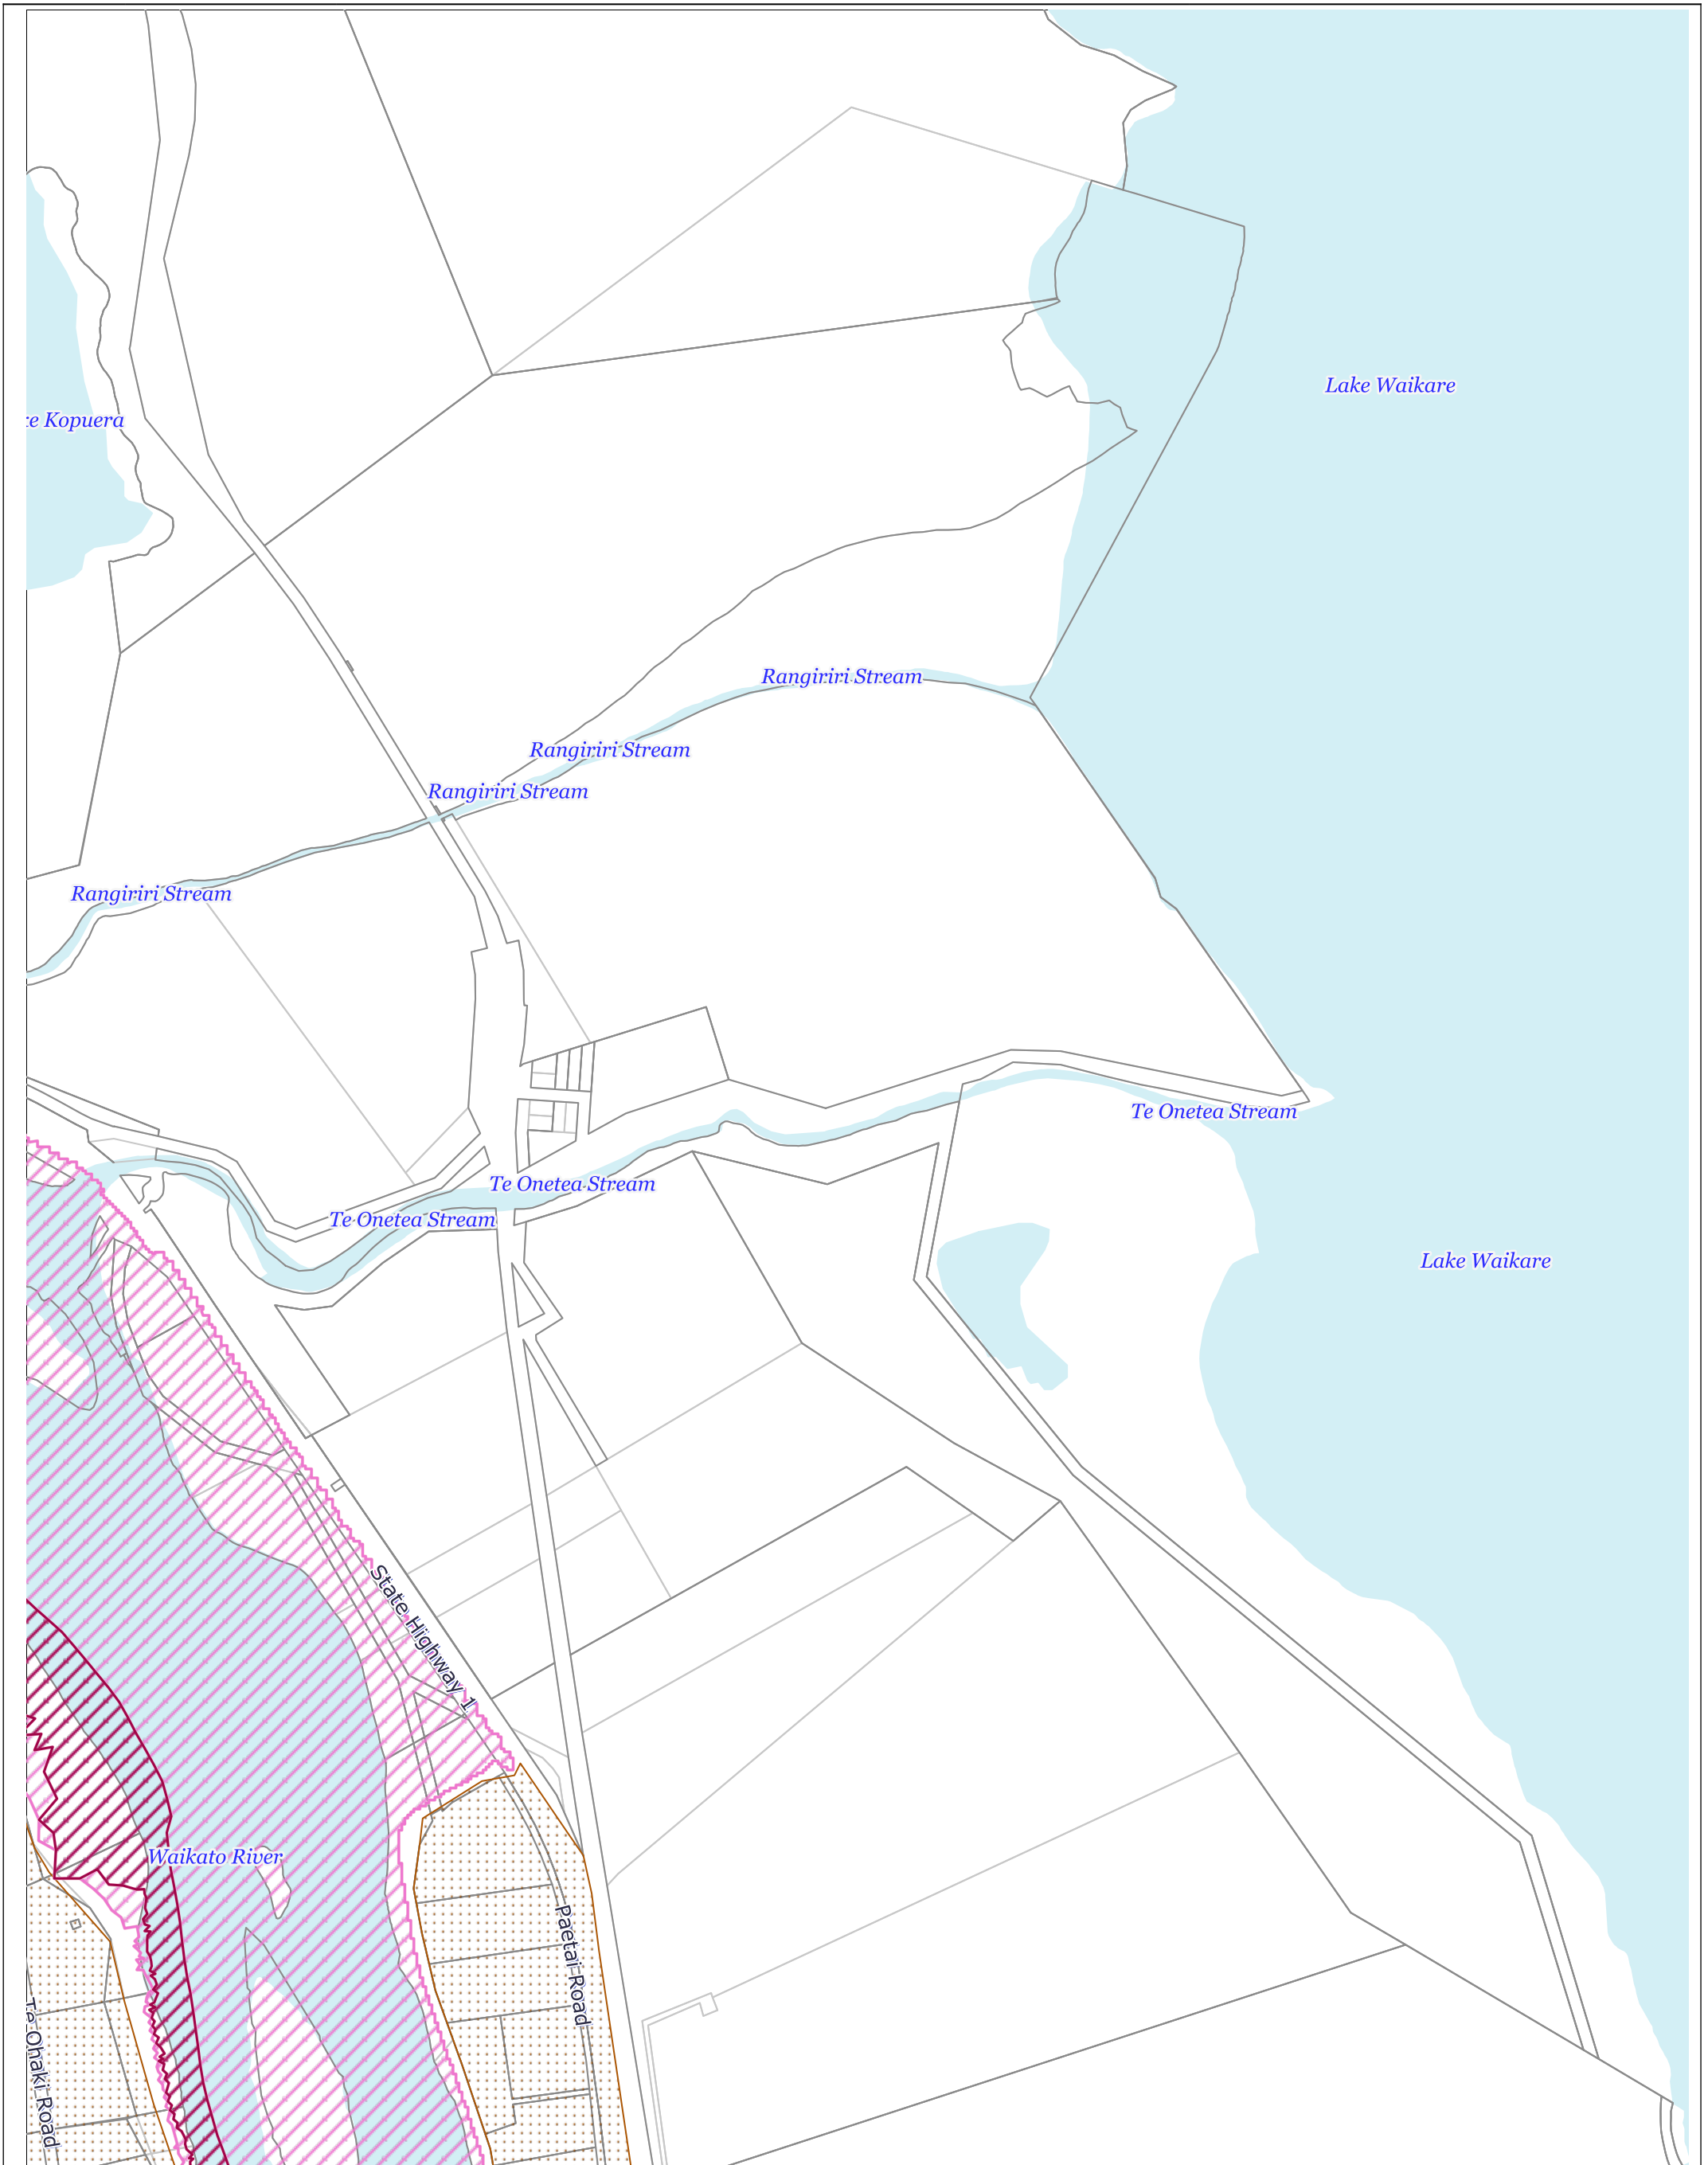 Lake Waikare
Kopuera
Rangiriri Stream
Rangiriri Stream
Rangiriri Stream
Rangiriri Stream
Te Onetea Stream
Te Onetea Stream
Te Onetea Stream
Lake Waikare
State Highway 1
Waikato River
Paetai Road
Te Ohaki Road